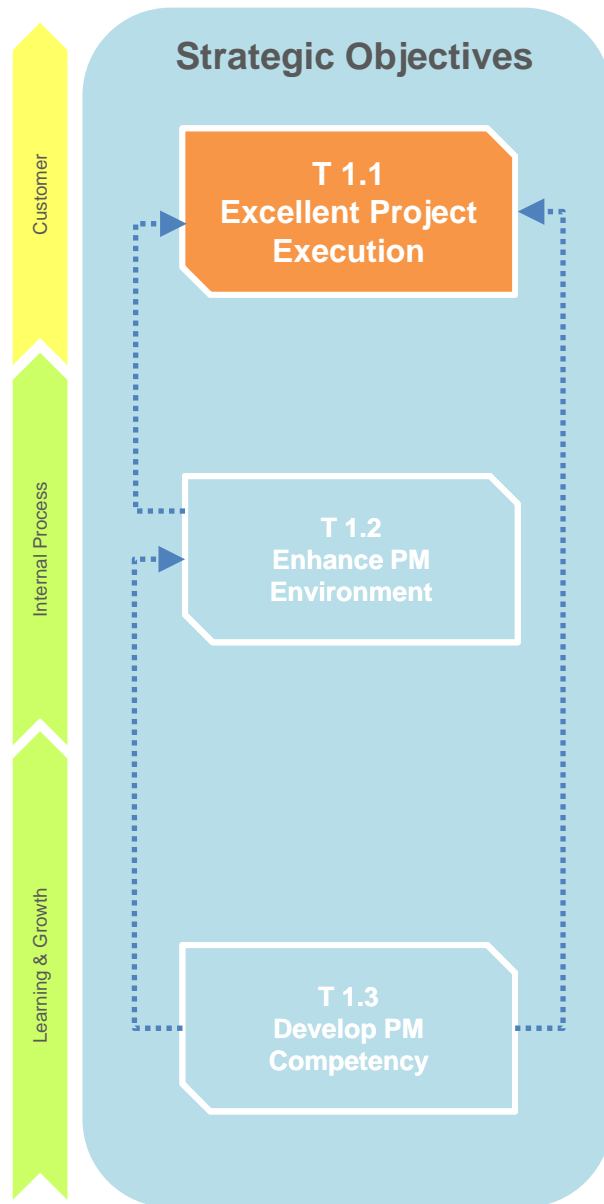 Strategic Objectives
Customer
T 1.1
Excellent Project
Execution
Internal Process
T 1.2
Enhance PM
Environment
Learning & Growth
T 1.3
Develop PM
Competency